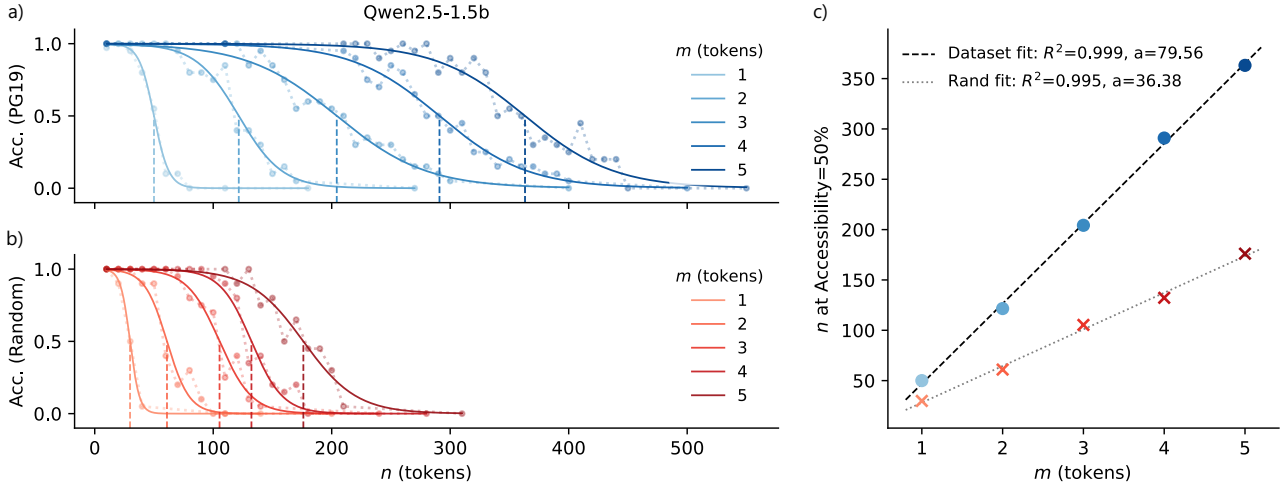 a)
Qwen2.5-1.5b
Acc. (PG19)
1.0
0.5
0.0
m (tokens)
1
2
3
4
5
b)
Acc. (Random)
1.0
0.5
0.0
m (tokens)
1
2
3
4
5
0
100
200
300
400
500
n (tokens)
c)
n at Accessibility=50%
350
300
250
200
150
100
50
Dataset fit: R²=0.999, a=79.56
Rand fit: R²=0.995, a=36.38
1
2
3
4
5
m (tokens)